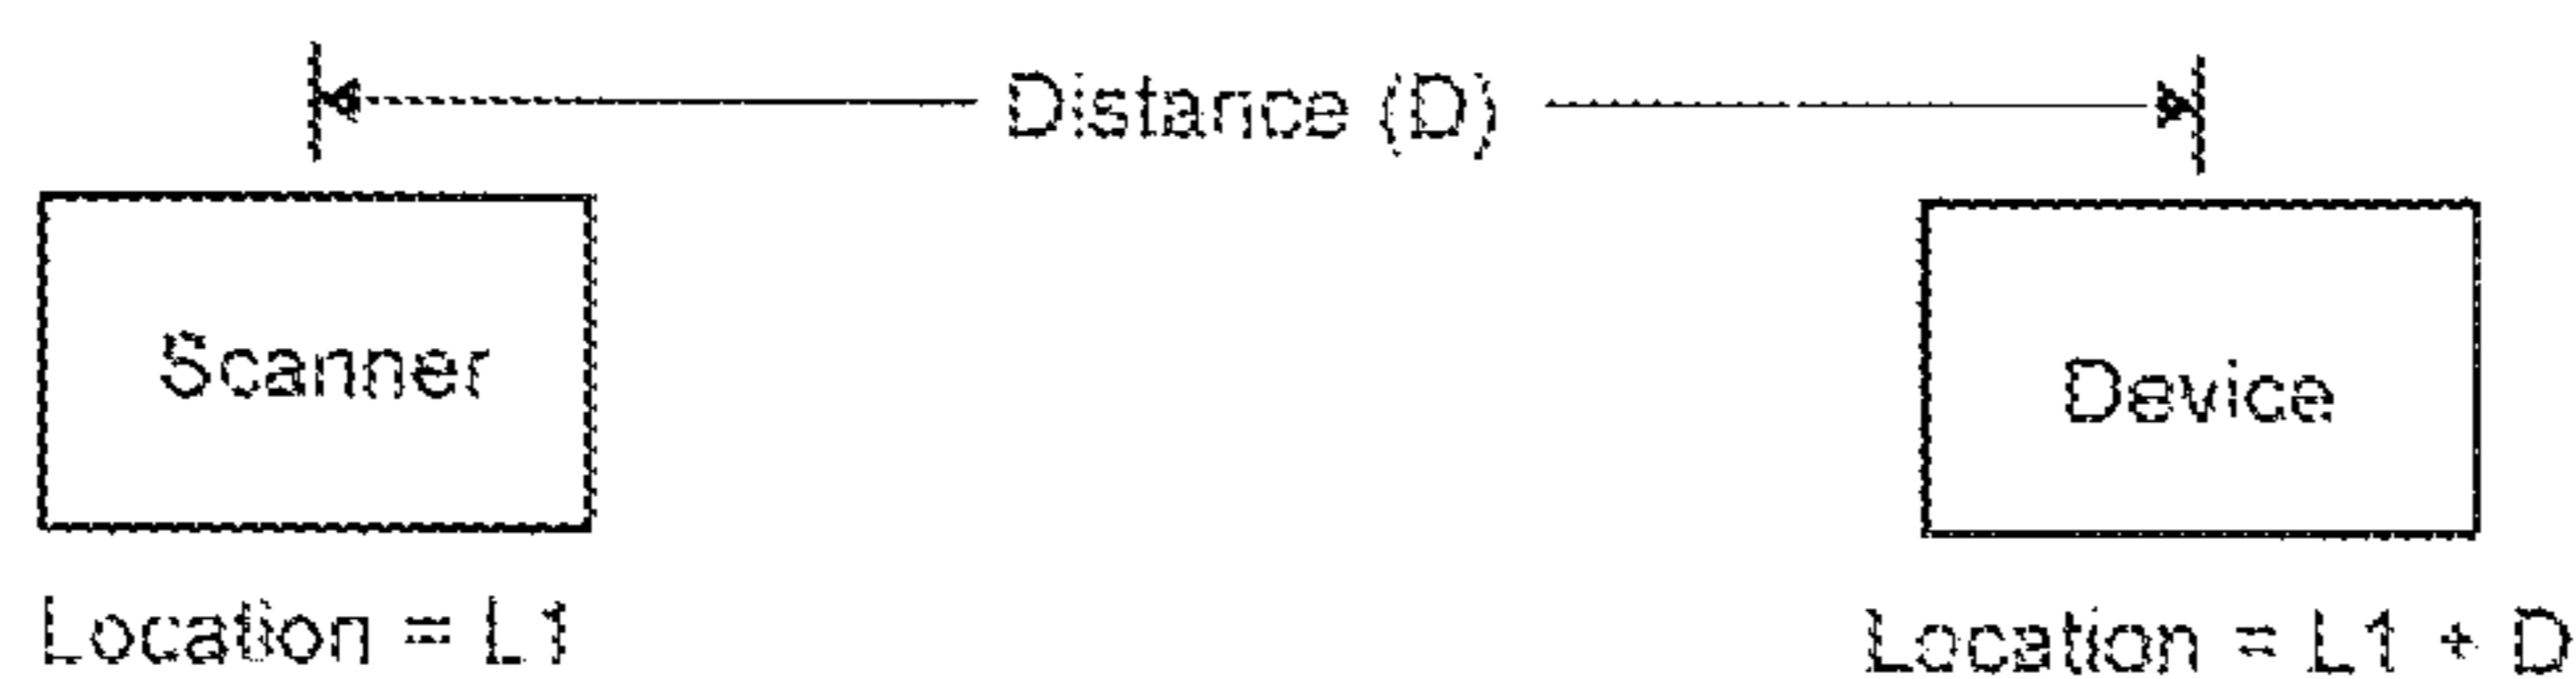 Distance (D)
Scanner
Device
Location = L1
Location = L1 + D